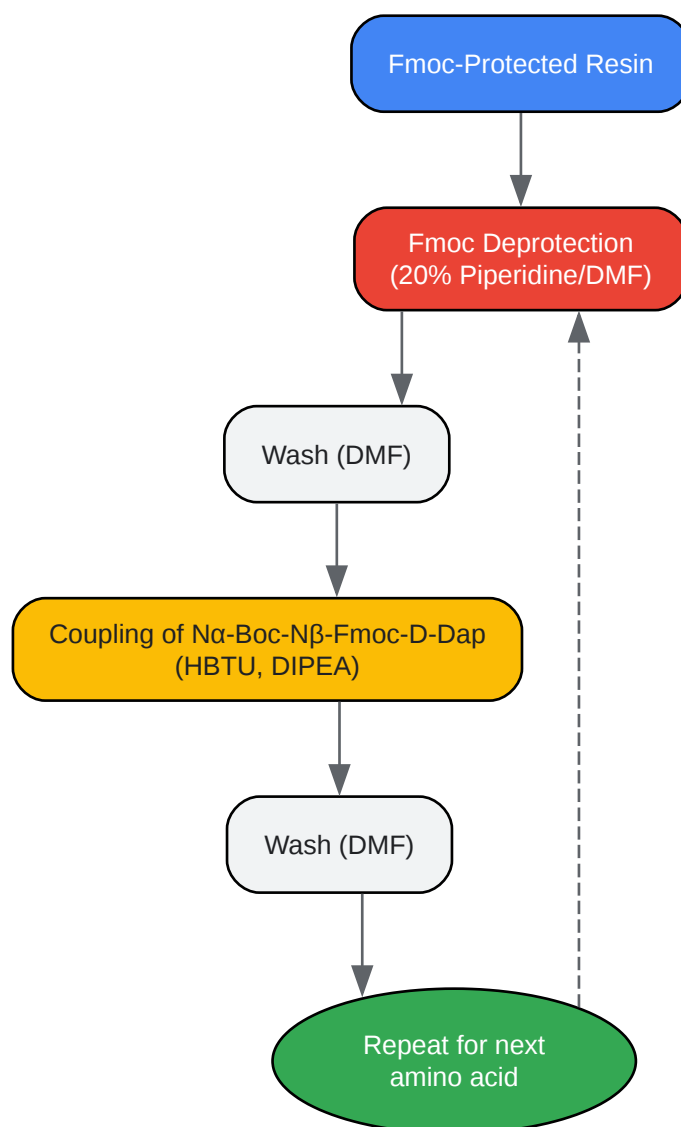 Fmoc-Protected Resin
Fmoc Deprotection
(20% Piperidine/DMF)
Wash (DMF)
Coupling of Nα-Boc-Nβ-Fmoc-D-Dap
(HBTU, DIPEA)
Wash (DMF)
Repeat for next
amino acid